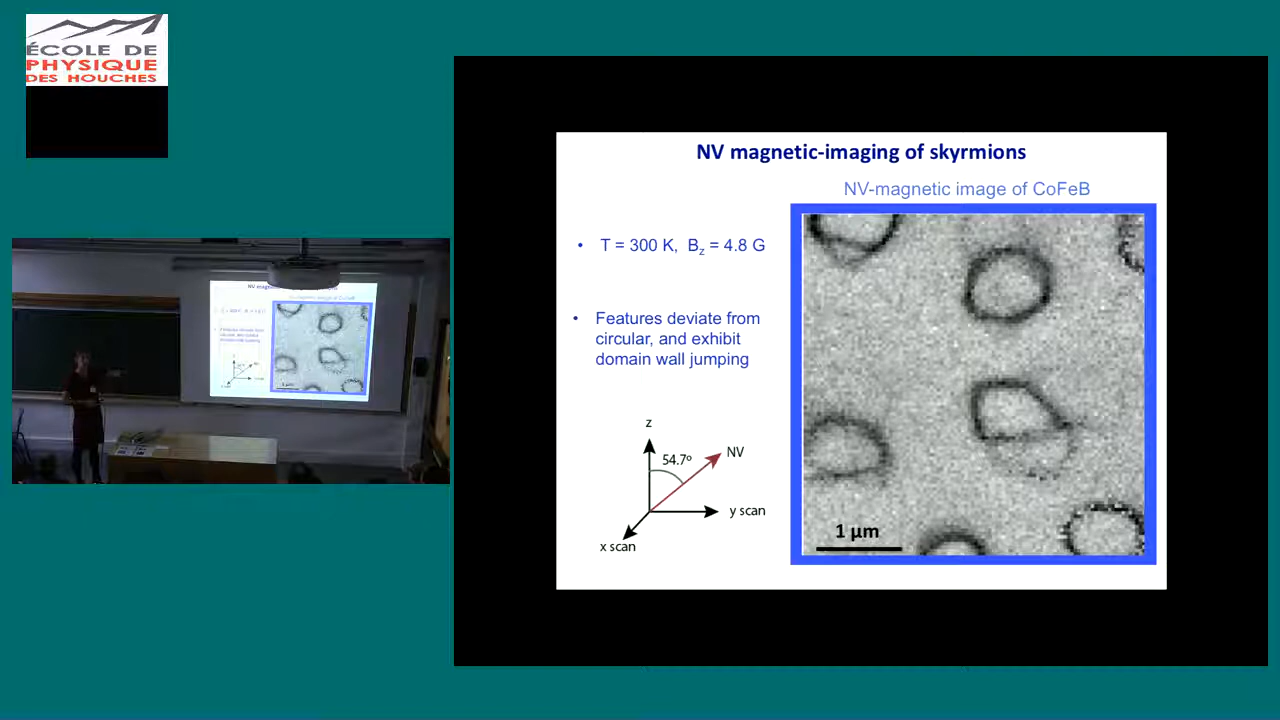 ÉCOLE DE
PHYSIQUE
DES HOUCHES
NV magnetic-imaging of skyrmions
NV-magnetic image of CoFeB
• T = 300 K, Bz = 4.8 G
• Features deviate from
circular, and exhibit
domain wall jumping
z
54.7º
NV
y scan
x scan
1 µm